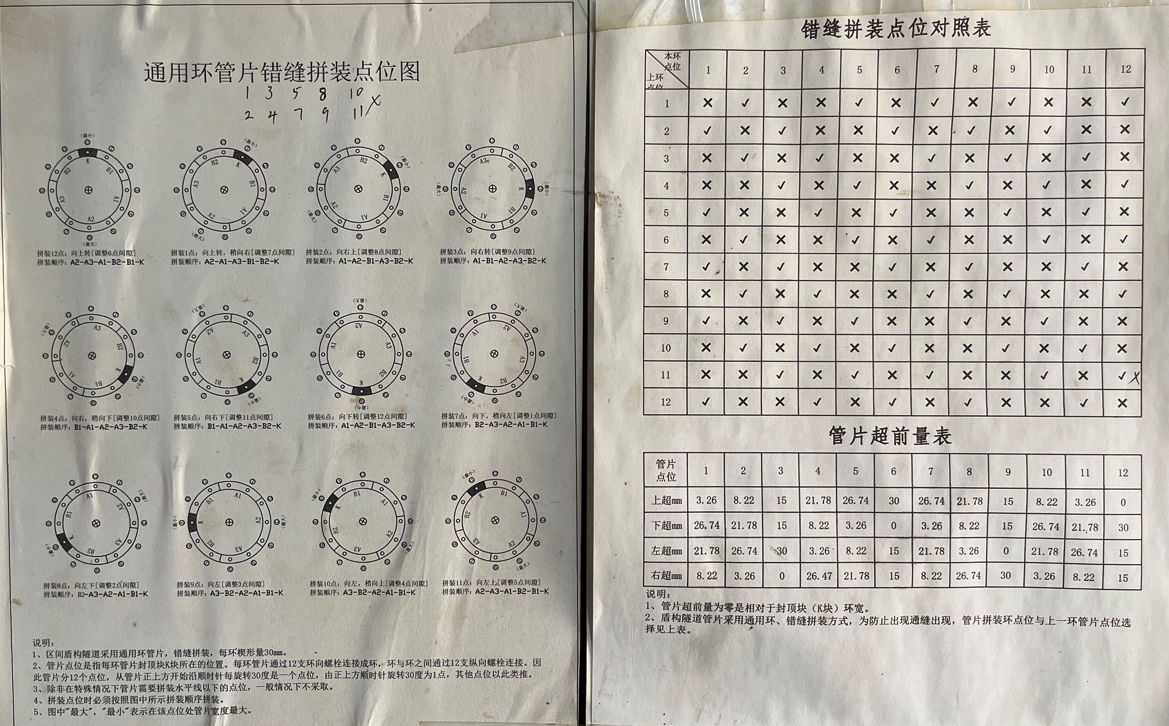 通用环管片错缝拼装点位图
1 3 5 8 10
2 4 7 9 11
拼装12点：向上转[调整6点间隙]
拼装顺序：A2-A3-A1-B2-B1-K
拼装1点：向上转，稍向右[调整7点间隙]
拼装顺序：A2-A1-A3-B1-B2-K
拼装2点：向右上[调整8点间隙]
拼装顺序：A1-A2-B1-A3-B2-K
拼装3点：向右转[调整9点间隙]
拼装顺序：A1-B1-A2-A3-B2-K
拼装4点：向右，稍向下[调整10点间隙]
拼装顺序：B1-A1-A2-A3-B2-K
拼装5点：向右下[调整11点间隙]
拼装顺序：B1-A1-A2-A3-B2-K
拼装6点：向下转[调整12点间隙]
拼装顺序：A1-A2-B1-A3-B2-K
拼装7点：向下，稍向左[调整1点间隙]
拼装顺序：B2-A3-A2-A1-B1-K
拼装8点：向左下[调整2点间隙]
拼装顺序：B2-A3-A2-A1-B1-K
拼装9点：向左[调整3点间隙]
拼装顺序：A3-B2-A2-A1-B1-K
拼装10点：向左，稍向上[调整4点间隙]
拼装顺序：A3-B2-A2-A1-B1-K
拼装11点：向左上[调整5点间隙]
拼装顺序：A2-A3-A1-B2-B1-K
说明：
1、区间盾构隧道采用通用环管片，错缝拼装，每环楔形量30mm。
2、管片点位是指每环管片封顶块K块所在的位置。每环管片通过12支环向螺栓连接成环，环与环之间通过12支纵向螺栓连接。因
此管片分12个点位，从管片正上方开始沿顺时针每旋转30度是一个点位，由正上方顺时针旋转30度为1点，其他点位以此类推。
3、除非在特殊情况下管片需要拼装水平线以下的点位，一般情况下不采取。
4、拼装点位时必须按照图中所示拼装顺序拼装。
5、图中"最大"，"最小"表示在该点位处管片宽度最大。
错缝拼装点位对照表
本环点位 上环点位 1 2 3 4 5 6 7 8 9 10 11 12
1 ✕ ✓ ✕ ✕ ✓ ✕ ✓ ✕ ✓ ✕ ✕ ✓
2 ✓ ✕ ✓ ✕ ✕ ✓ ✕ ✓ ✕ ✓ ✕ ✕
3 ✕ ✓ ✕ ✓ ✕ ✕ ✓ ✕ ✓ ✕ ✓ ✕
4 ✕ ✕ ✓ ✕ ✓ ✕ ✕ ✓ ✕ ✓ ✕ ✓
5 ✓ ✕ ✕ ✓ ✕ ✓ ✕ ✕ ✓ ✕ ✓ ✕
6 ✕ ✓ ✕ ✕ ✓ ✕ ✓ ✕ ✕ ✓ ✕ ✓
7 ✓ ✕ ✓ ✕ ✕ ✓ ✕ ✓ ✕ ✕ ✓ ✕
8 ✕ ✓ ✕ ✓ ✕ ✕ ✓ ✕ ✓ ✕ ✕ ✓
9 ✓ ✕ ✓ ✕ ✓ ✕ ✕ ✓ ✕ ✓ ✕ ✕
10 ✕ ✓ ✕ ✓ ✕ ✓ ✕ ✕ ✓ ✕ ✓ ✕
11 ✕ ✕ ✓ ✕ ✓ ✕ ✓ ✕ ✕ ✓ ✕ ✓
12 ✓ ✕ ✕ ✓ ✕ ✓ ✕ ✓ ✕ ✕ ✓ ✕
管片超前量表
管片点位 1 2 3 4 5 6 7 8 9 10 11 12
上超mm 3.26 8.22 15 21.78 26.74 30 26.74 21.78 15 8.22 3.26 0
下超mm 26.74 21.78 15 8.22 3.26 0 3.26 8.22 15 26.74 21.78 30
左超mm 21.78 26.74 30 3.26 8.22 15 21.78 3.26 0 21.78 26.74 15
右超mm 8.22 3.26 0 26.47 21.78 15 8.22 26.74 30 3.26 8.22 15
说明：
1、管片超前量为零是相对于封顶块（K块）环宽。
2、盾构隧道管片采用通用环、错缝拼装方式，为防止出现通缝出现，管片拼装环点位与上一环管片点位选
择见上表。